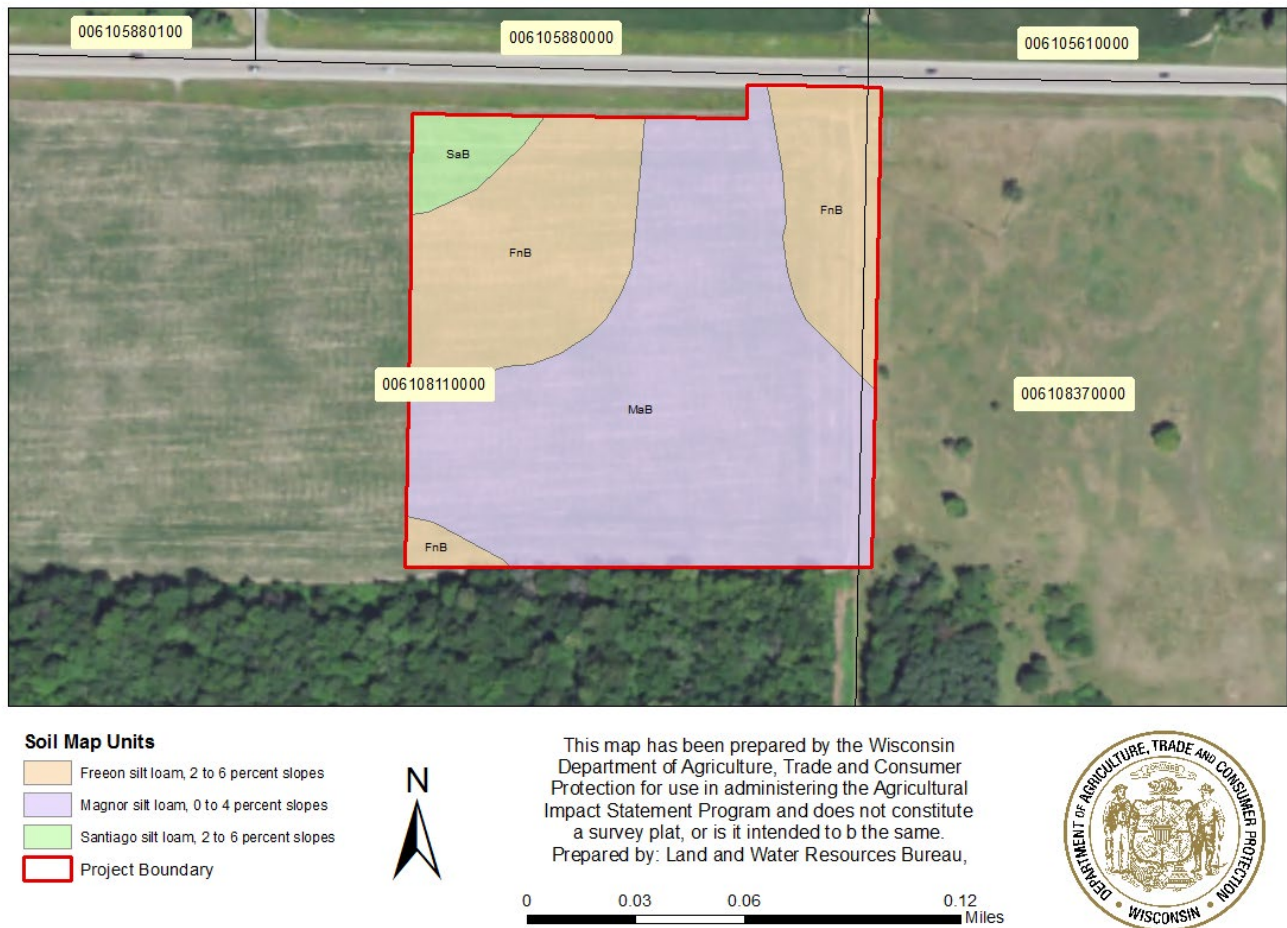 006105880100
006105880000
006105610000
SaB
FnB
FnB
006108110000
006108370000
MaB
FnB
Soil Map Units
Freeon silt loam, 2 to 6 percent slopes
Magnor silt loam, 0 to 4 percent slopes
Santiago silt loam, 2 to 6 percent slopes
Project Boundary
N
This map has been prepared by the Wisconsin
Department of Agriculture, Trade and Consumer
Protection for use in administering the Agricultural
Impact Statement Program and does not constitute
a survey plat, or is it intended to b the same.
Prepared by: Land and Water Resources Bureau,
0 0.03 0.06 0.12
Miles
DEPARTMENT OF AGRICULTURE, TRADE AND CONSUMER PROTECTION
• WISCONSIN •